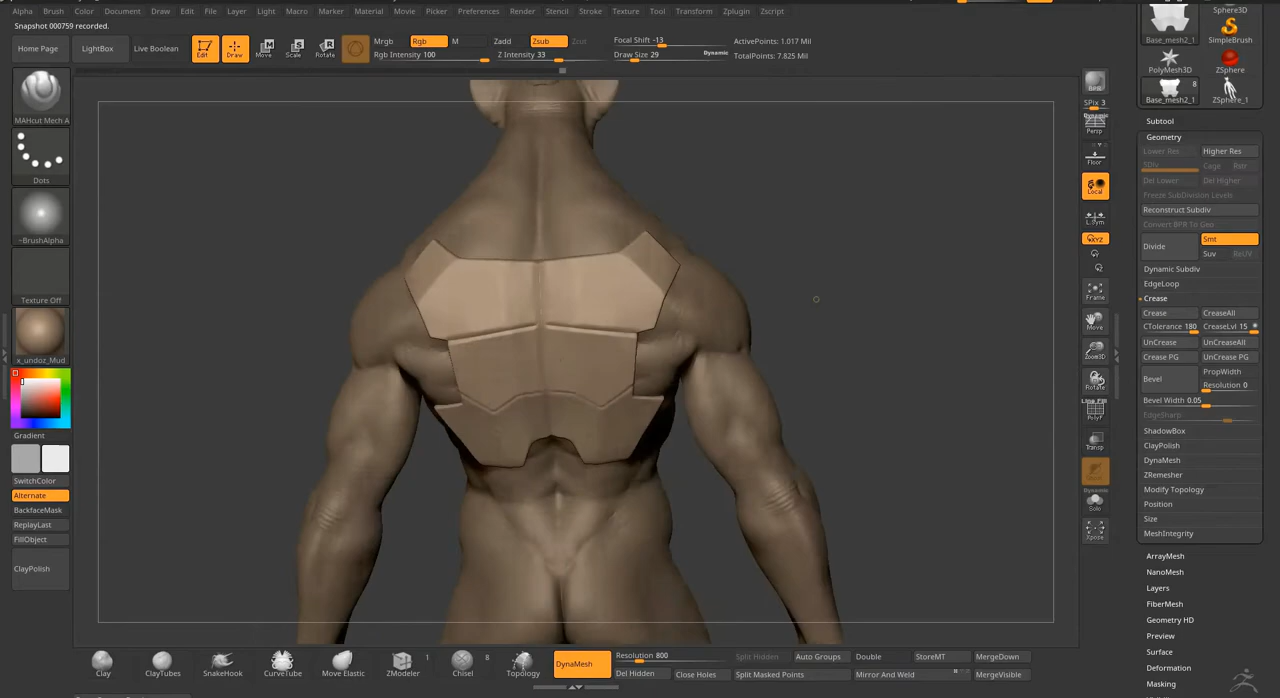 Alpha Brush Color Document Draw Edit File Layer Light Macro Marker Material Movie Picker Preferences Render Stencil Stroke Texture Tool Transform Zplugin Zscript
Snapshot 000759 recorded.
Home Page LightBox Live Boolean Edit Draw Move Scale Rotate Mrgb Rgb M Zadd Zsub Zcut Focal Shift -13 ActivePoints: 1.017 Mil
Rgb Intensity 100 Z Intensity 33 Draw Size 29 Dynamic TotalPoints: 7.825 Mil
MAHcut Mech A
Dots
~BrushAlpha
Texture Off
x_undoz_Mud
Gradient
SwitchColor
Alternate
BackfaceMask
ReplayLast
FillObject
ClayPolish
SPix 3
Dynamic
Persp
Floor
Local
L.Sym
XYZ
Frame
Move
Zoom3D
Rotate
Line Fill
PolyF
Transp
Dynamic
Solo
Xpose
Sphere3D
Base_mesh2_1 SimpleBrush
PolyMesh3D ZSphere
8
Base_mesh2_1 ZSphere_1
Subtool
Geometry
Lower Res Higher Res
SDiv Cage Rstr
Del Lower Del Higher
Freeze SubDivision Levels
Reconstruct Subdiv
Convert BPR To Geo
Divide Smt
Suv ReUV
Dynamic Subdiv
EdgeLoop
Crease
Crease CreaseAll
CTolerance 180 CreaseLvl 15
UnCrease UnCreaseAll
Crease PG UnCrease PG
Bevel PropWidth
Resolution 0
Bevel Width 0.05
EdgeSharp
ShadowBox
ClayPolish
DynaMesh
ZRemesher
Modify Topology
Position
Size
MeshIntegrity
ArrayMesh
NanoMesh
Layers
FiberMesh
Geometry HD
Preview
Surface
Deformation
Masking
Clay ClayTubes SnakeHook CurveTube Move Elastic 1 ZModeler 8 Chisel Topology DynaMesh Resolution 800 Split Hidden Auto Groups Double StoreMT MergeDown
Del Hidden Close Holes Split Masked Points Mirror And Weld MergeVisible